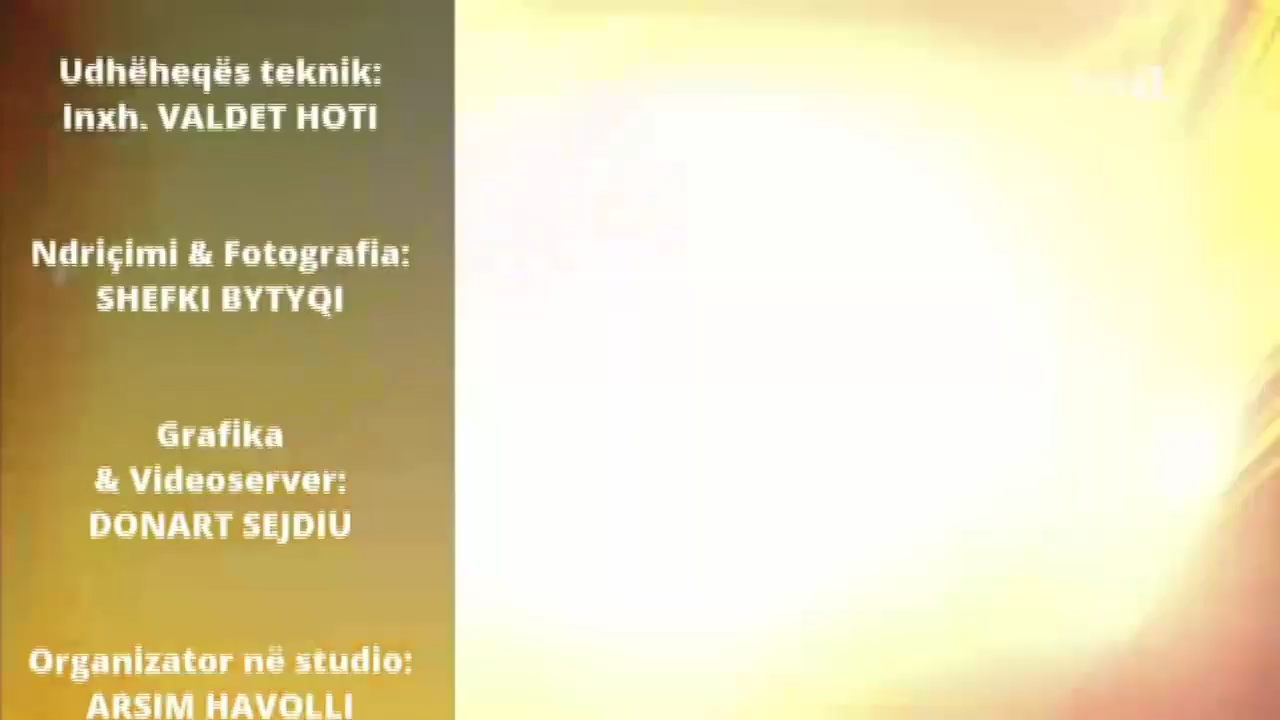 Udhëheqës teknik:
Inxh. VALDET HOTI
Ndriçimi & Fotografia:
SHEFKI BYTYQI
Grafika
& Videoserver:
DONART SEJDIU
Organizator në studio:
ARSIM HAVOLLI